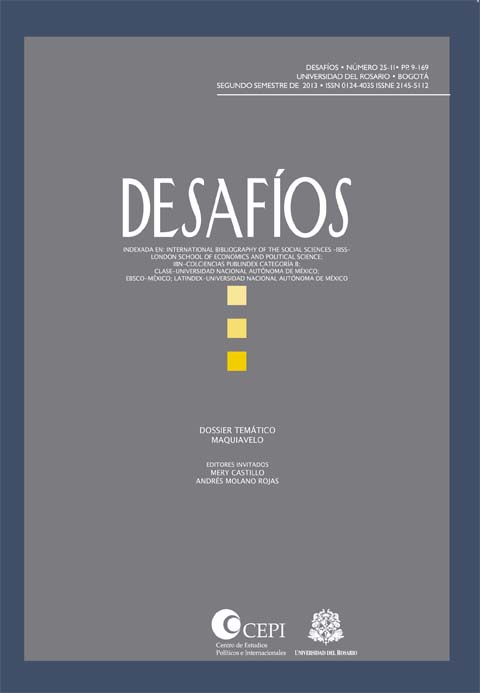 DESAFÍOS • NÚMERO 25-II • PP. 9-169
UNIVERSIDAD DEL ROSARIO • BOGOTÁ
SEGUNDO SEMESTRE DE 2013 • ISSN 0124-4035 ISSNE 2145-5112
DESAFÍOS
INDEXADA EN: INTERNATIONAL BIBLIOGRAPHY OF THE SOCIAL SCIENCES -IBSS-
LONDON SCHOOL OF ECONOMICS AND POLITICAL SCIENCE;
IBN-COLCIENCIAS PUBLINDEX CATEGORÍA B;
CLASE-UNIVERSIDAD NACIONAL AUTÓNOMA DE MÉXICO;
EBSCO-MÉXICO; LATINDEX-UNIVERSIDAD NACIONAL AUTÓNOMA DE MÉXICO
DOSSIER TEMÁTICO
MAQUIAVELO
EDITORES INVITADOS
MERY CASTILLO
ANDRÉS MOLANO ROJAS
CEPI
Centro de Estudios
Políticos e Internacionales
UNIVERSIDAD DEL ROSARIO